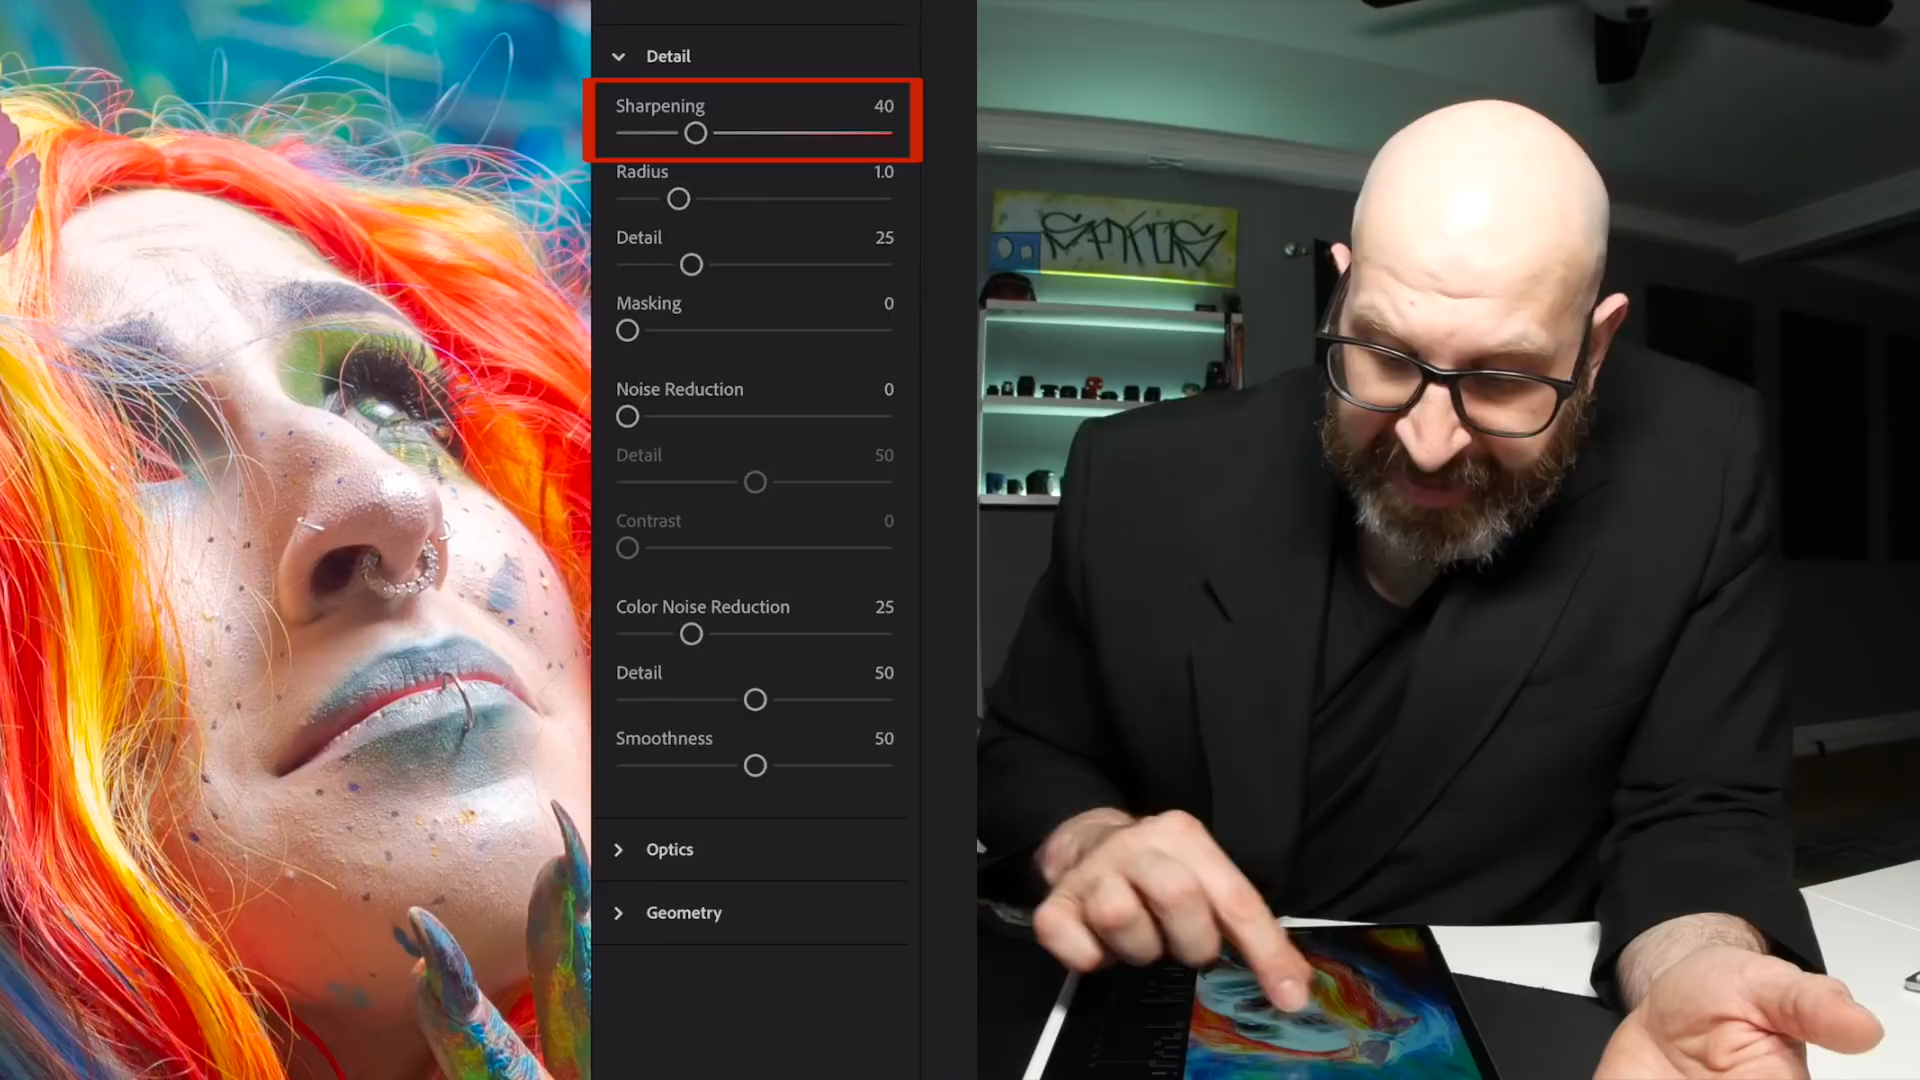 Detail
Sharpening 40
Radius 1.0
Detail 25
Masking 0
Noise Reduction 0
Detail 50
Contrast 0
Color Noise Reduction 25
Detail 50
Smoothness 50
Optics
Geometry